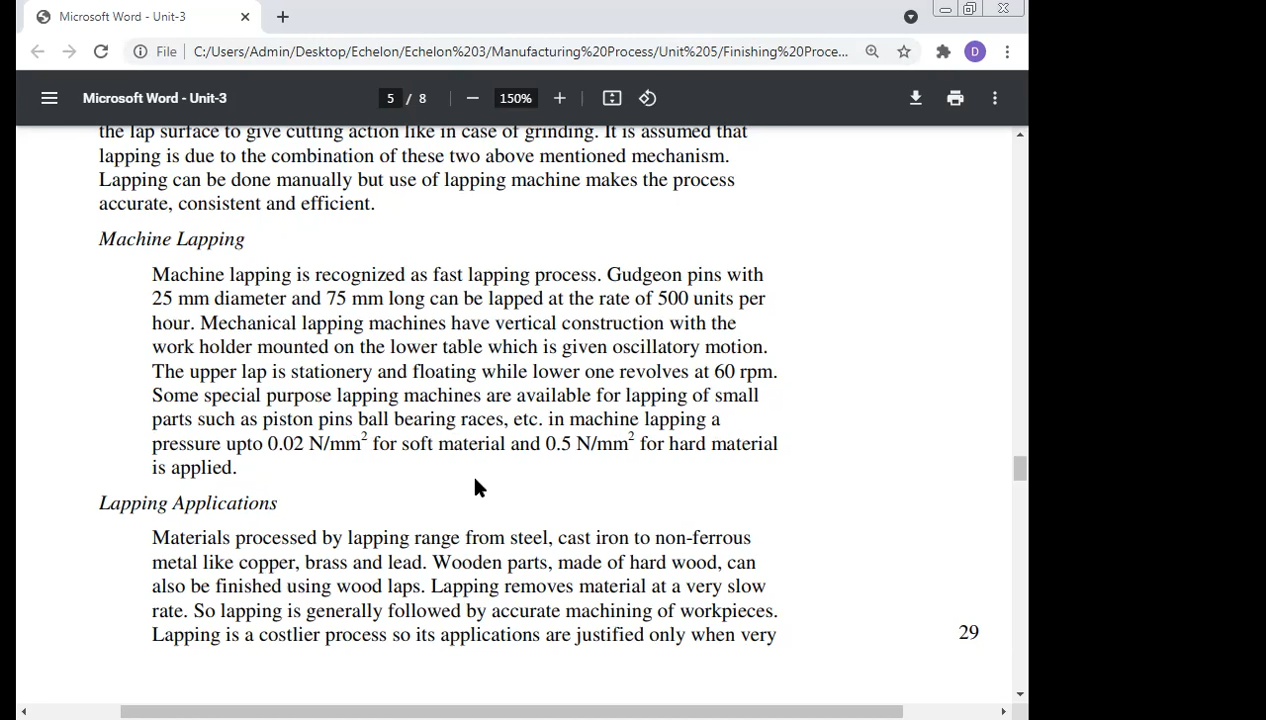 Microsoft Word - Unit-3
File
C:/Users/Admin/Desktop/Echelon/Echelon%203/Manufacturing%20Process/Unit%205/Finishing%20Proce...
D
Microsoft Word - Unit-3
5 / 8
150%
the lap surface to give cutting action like in case of grinding. It is assumed that
lapping is due to the combination of these two above mentioned mechanism.
Lapping can be done manually but use of lapping machine makes the process
accurate, consistent and efficient.
Machine Lapping
Machine lapping is recognized as fast lapping process. Gudgeon pins with
25 mm diameter and 75 mm long can be lapped at the rate of 500 units per
hour. Mechanical lapping machines have vertical construction with the
work holder mounted on the lower table which is given oscillatory motion.
The upper lap is stationery and floating while lower one revolves at 60 rpm.
Some special purpose lapping machines are available for lapping of small
parts such as piston pins ball bearing races, etc. in machine lapping a
pressure upto 0.02 N/mm² for soft material and 0.5 N/mm² for hard material
is applied.
Lapping Applications
Materials processed by lapping range from steel, cast iron to non-ferrous
metal like copper, brass and lead. Wooden parts, made of hard wood, can
also be finished using wood laps. Lapping removes material at a very slow
rate. So lapping is generally followed by accurate machining of workpieces.
Lapping is a costlier process so its applications are justified only when very
29